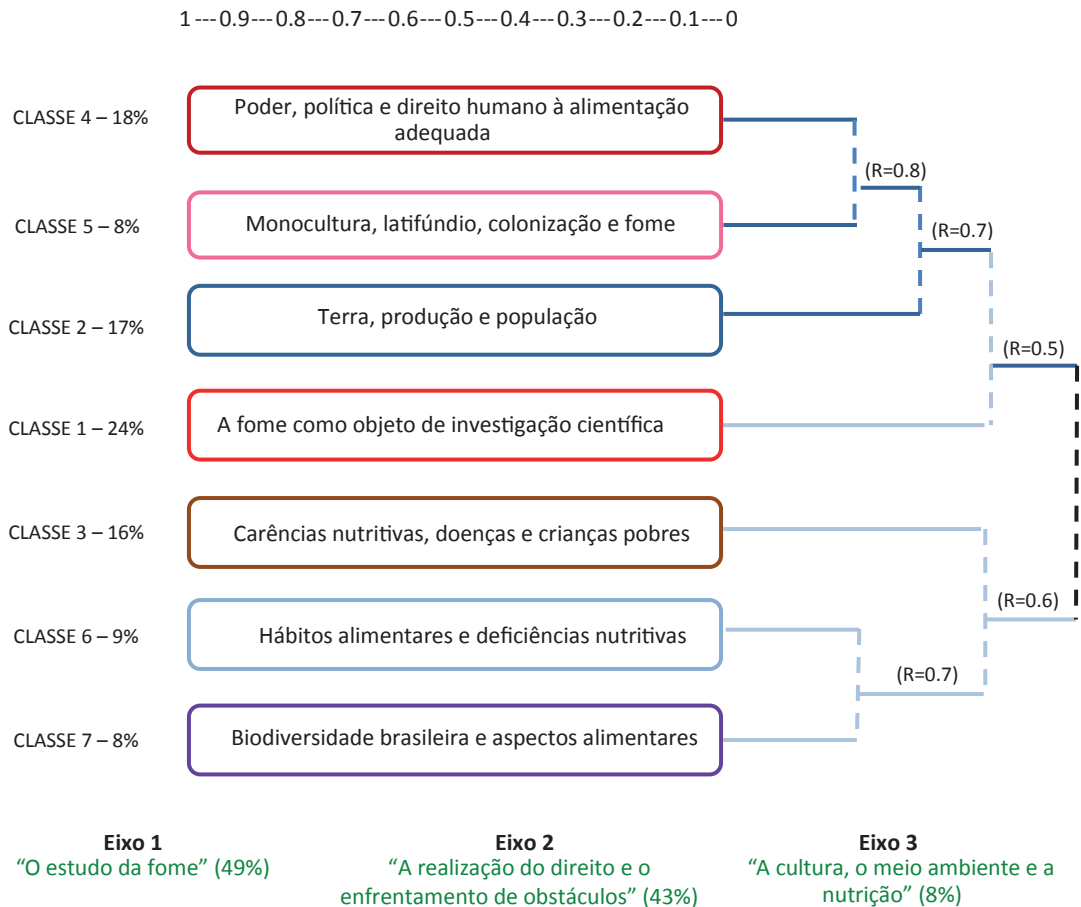 1---0.9---0.8---0.7---0.6---0.5---0.4---0.3---0.2---0.1---0
CLASSE 4 – 18%
Poder, política e direito humano à alimentação
adequada
(R=0.8)
CLASSE 5 – 8%
Monocultura, latifúndio, colonização e fome
(R=0.7)
CLASSE 2 – 17%
Terra, produção e população
(R=0.5)
CLASSE 1 – 24%
A fome como objeto de investigação científica
CLASSE 3 – 16%
Carências nutritivas, doenças e crianças pobres
(R=0.6)
CLASSE 6 – 9%
Hábitos alimentares e deficiências nutritivas
(R=0.7)
CLASSE 7 – 8%
Biodiversidade brasileira e aspectos alimentares
Eixo 1
“O estudo da fome” (49%)
Eixo 2
“A realização do direito e o
enfrentamento de obstáculos” (43%)
Eixo 3
“A cultura, o meio ambiente e a
nutrição” (8%)